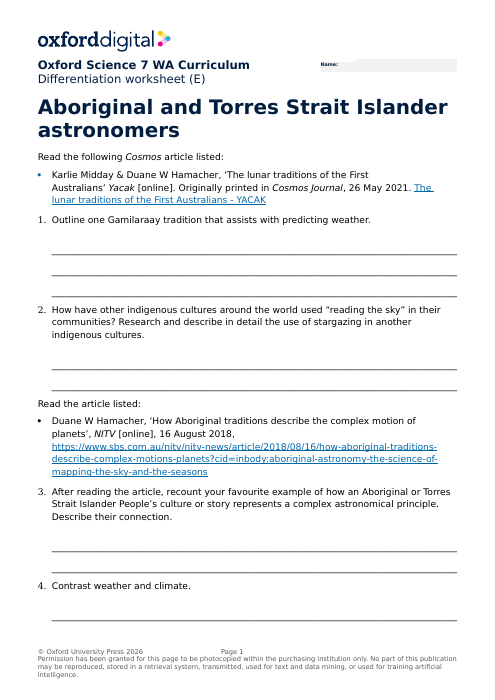 oxforddigital
Oxford Science 7 WA Curriculum
Name:
Differentiation worksheet (E)
Aboriginal and Torres Strait Islander
astronomers
Read the following Cosmos article listed:
• Karlie Midday & Duane W Hamacher, ‘The lunar traditions of the First
Australians’ Yacak [online]. Originally printed in Cosmos Journal, 26 May 2021. The
lunar traditions of the First Australians - YACAK
1. Outline one Gamilaraay tradition that assists with predicting weather.
2. How have other indigenous cultures around the world used “reading the sky” in their
communities? Research and describe in detail the use of stargazing in another
indigenous cultures.
Read the article listed:
• Duane W Hamacher, ‘How Aboriginal traditions describe the complex motion of
planets’, NITV [online], 16 August 2018,
https://www.sbs.com.au/nitv/nitv-news/article/2018/08/16/how-aboriginal-traditions-
describe-complex-motions-planets?cid=inbody:aboriginal-astronomy-the-science-of-
mapping-the-sky-and-the-seasons
3. After reading the article, recount your favourite example of how an Aboriginal or Torres
Strait Islander People’s culture or story represents a complex astronomical principle.
Describe their connection.
4. Contrast weather and climate.
© Oxford University Press 2026 Page 1
Permission has been granted for this page to be photocopied within the purchasing institution only. No part of this publication
may be reproduced, stored in a retrieval system, transmitted, used for text and data mining, or used for training artificial
intelligence.